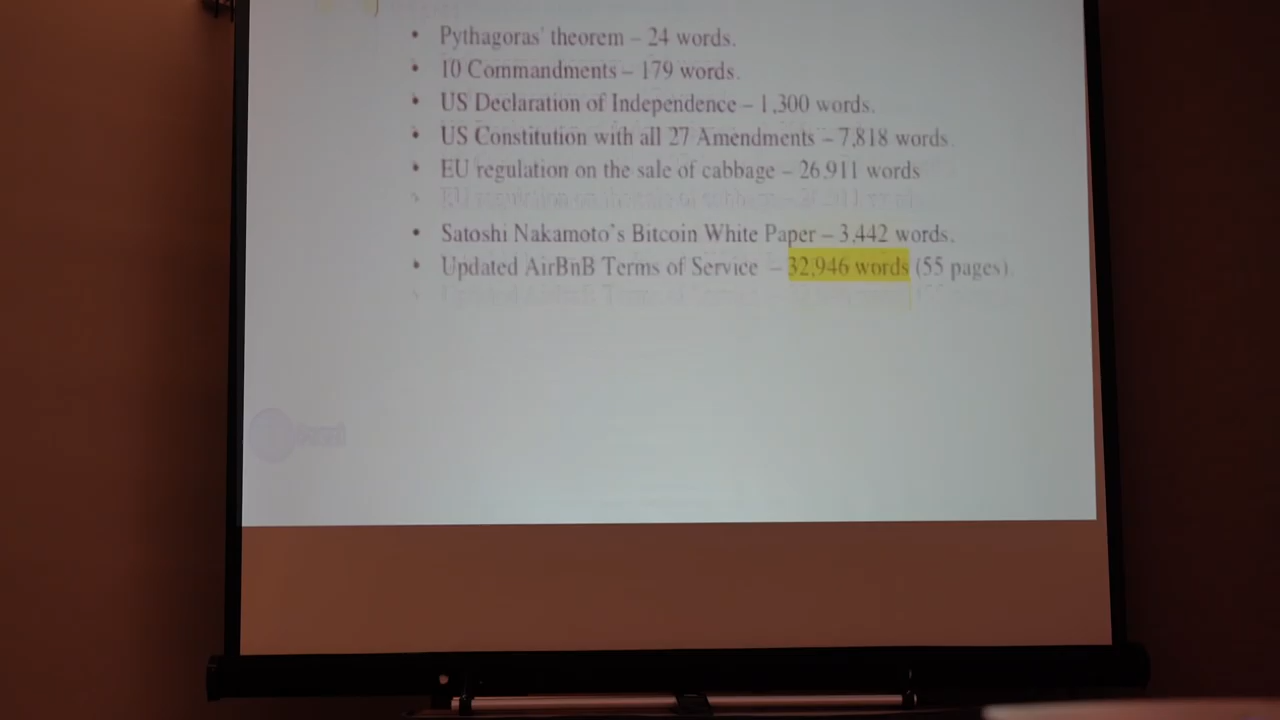 • Pythagoras' theorem – 24 words.
• 10 Commandments – 179 words.
• US Declaration of Independence – 1,300 words.
• US Constitution with all 27 Amendments – 7,818 words.
• EU regulation on the sale of cabbage – 26,911 words
• Satoshi Nakamoto's Bitcoin White Paper – 3,442 words.
• Updated AirBnB Terms of Service – 32,946 words (55 pages).